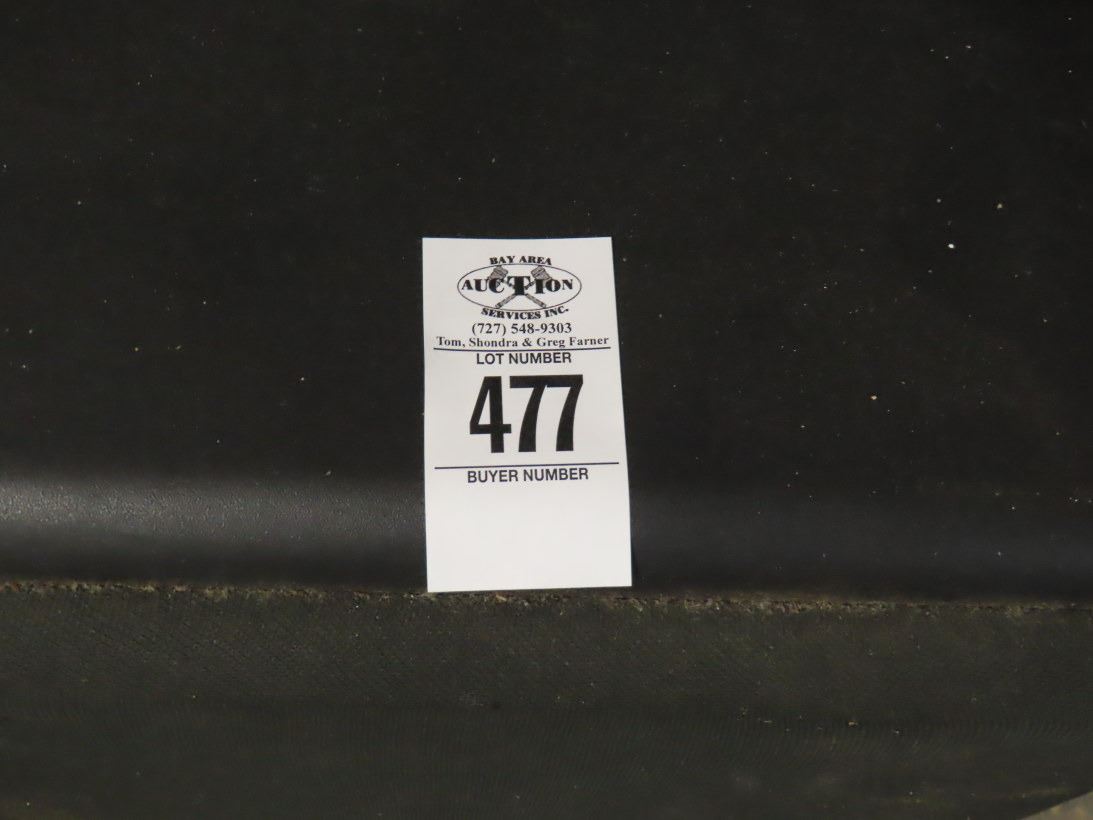 BAY AREA
AUCTION
SERVICES INC.
(727) 548-9303
Tom, Shondra & Greg Farner
LOT NUMBER
477
BUYER NUMBER